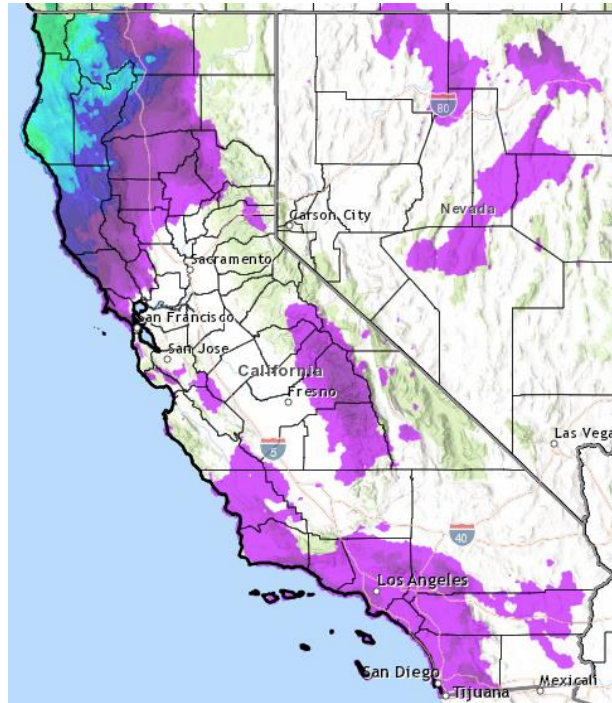 80
Nevada
Carson City
Sacramento
San Francisco
San Jose
California
Fresno
5
Las Vega
40
Los Angeles
San Diego
Tijuana
Mexicali